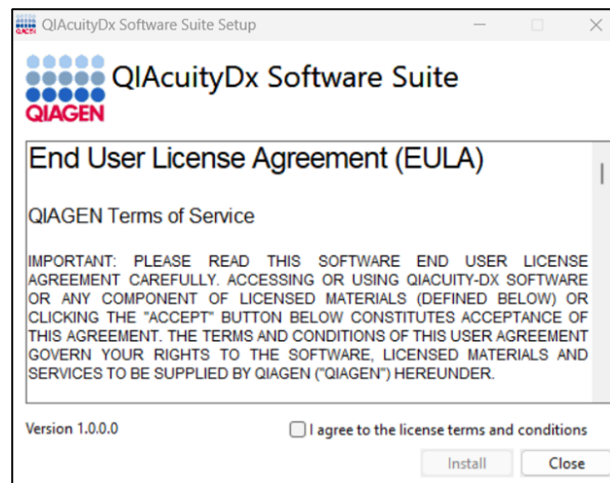 QIAcuityDx Software Suite Setup
QIAcuityDx Software Suite
QIAGEN
End User License Agreement (EULA)
QIAGEN Terms of Service
IMPORTANT: PLEASE READ THIS SOFTWARE END USER LICENSE
AGREEMENT CAREFULLY. ACCESSING OR USING QIACUITY-DX SOFTWARE
OR ANY COMPONENT OF LICENSED MATERIALS (DEFINED BELOW) OR
CLICKING THE "ACCEPT" BUTTON BELOW CONSTITUTES ACCEPTANCE OF
THIS AGREEMENT. THE TERMS AND CONDITIONS OF THIS USER AGREEMENT
GOVERN YOUR RIGHTS TO THE SOFTWARE, LICENSED MATERIALS AND
SERVICES TO BE SUPPLIED BY QIAGEN ("QIAGEN") HEREUNDER.
Version 1.0.0.0
I agree to the license terms and conditions
Install
Close